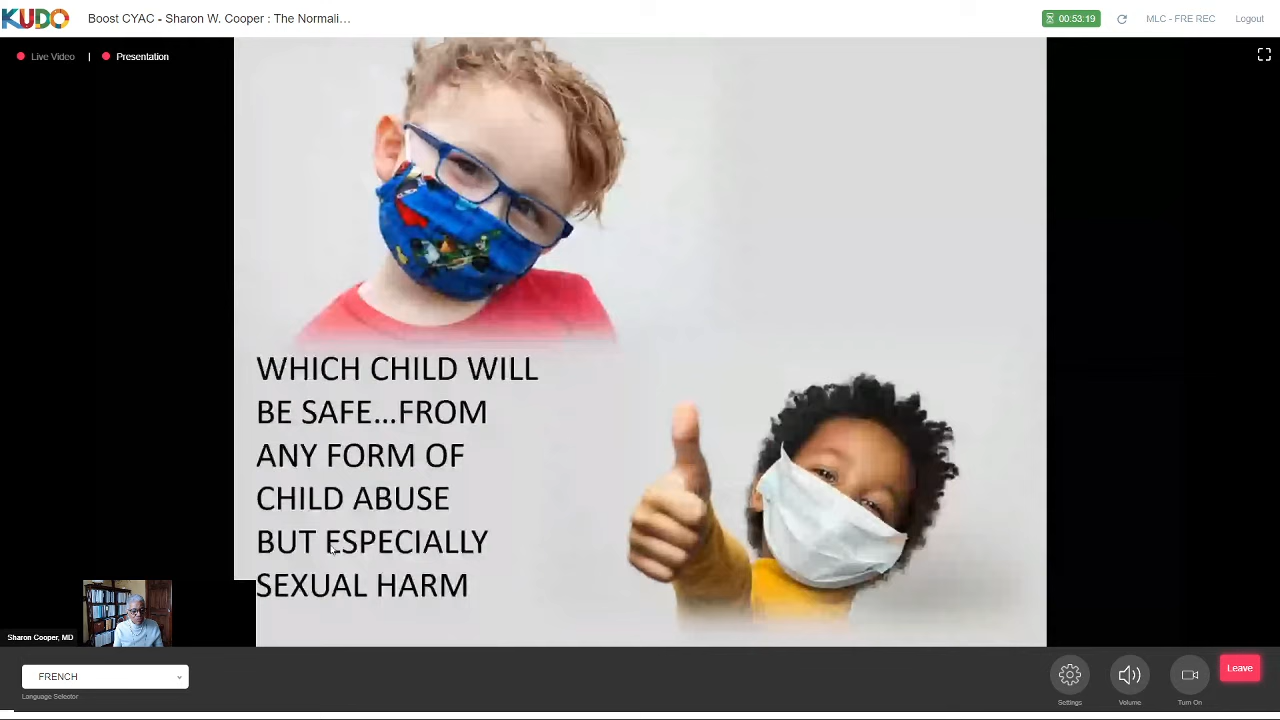 KUDO
Boost CYAC - Sharon W. Cooper : The Normali...
00:53:19
MLC - FRE REC
Logout
Live Video | Presentation
WHICH CHILD WILL
BE SAFE...FROM
ANY FORM OF
CHILD ABUSE
BUT ESPECIALLY
SEXUAL HARM
Sharon Cooper, MD
FRENCH
Language Selector
Settings
Volume
Turn On
Leave